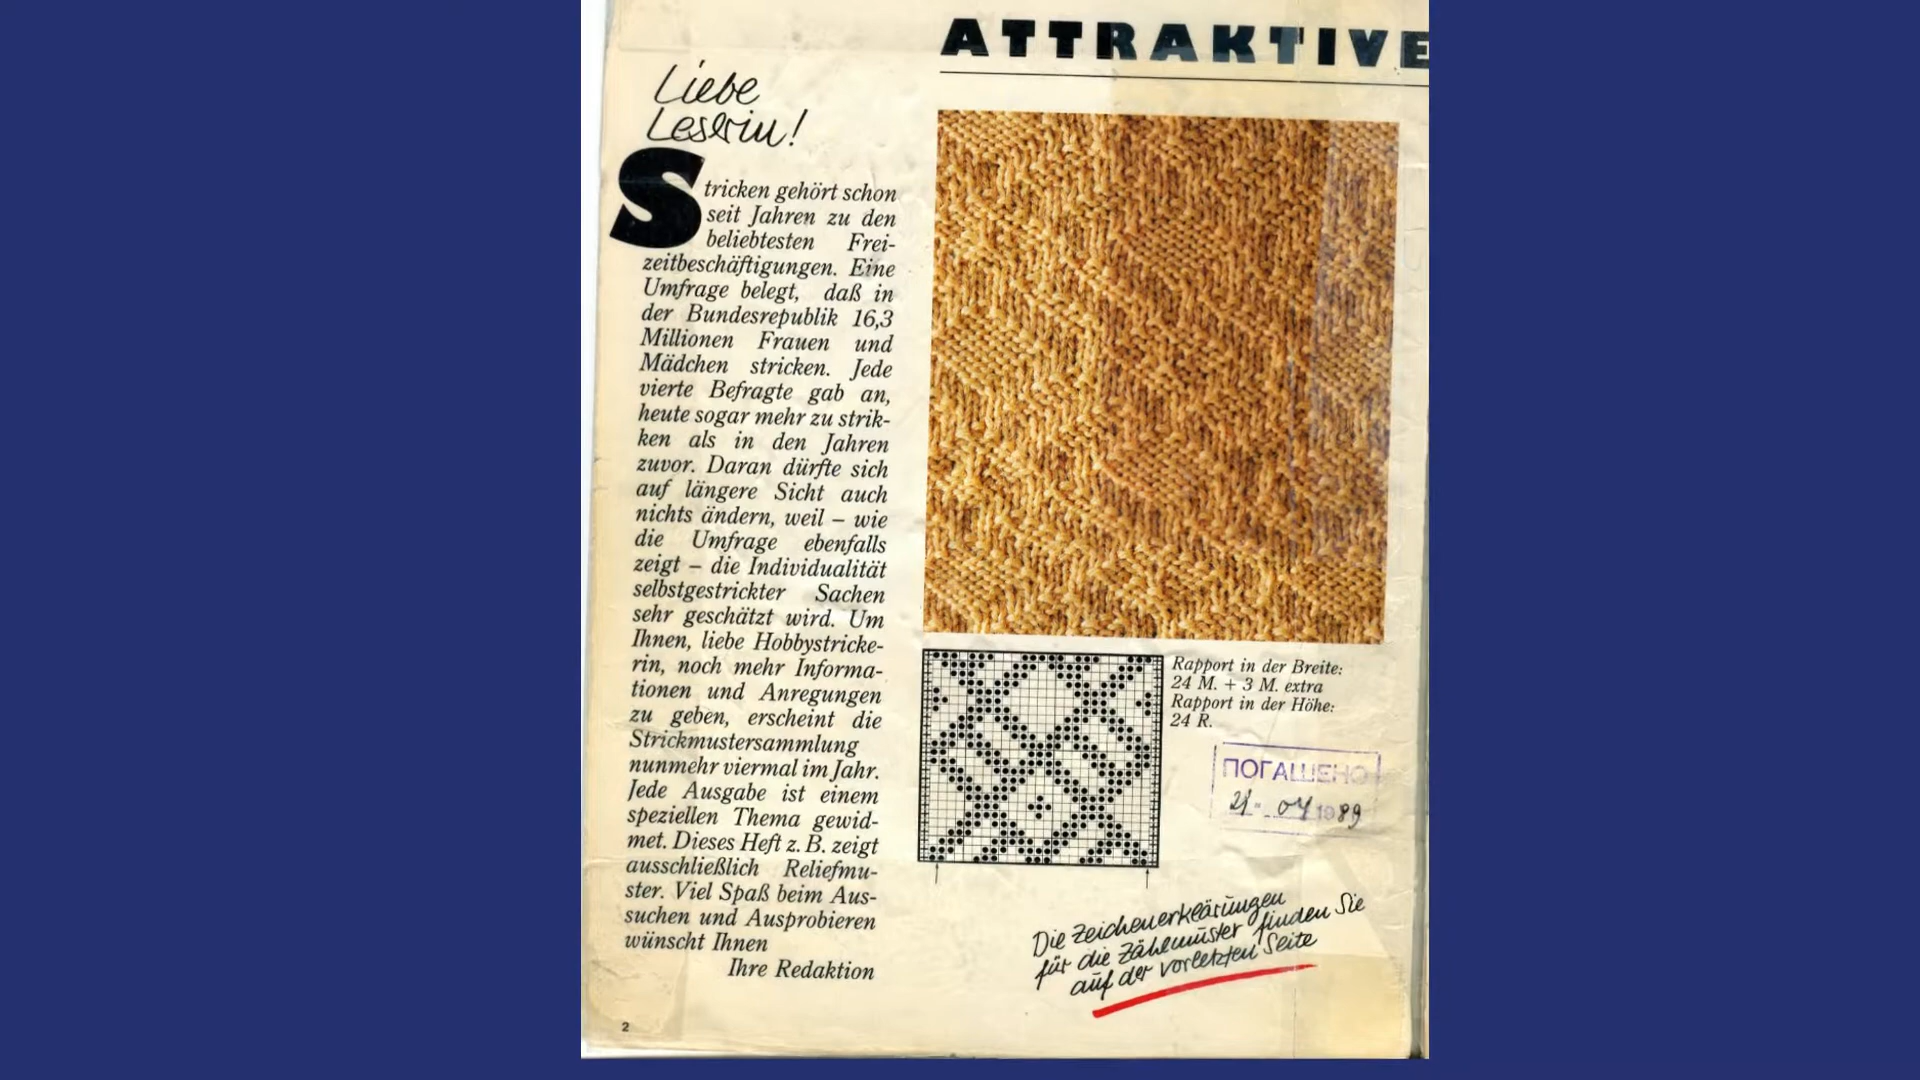 ATTRAKTIVE
Liebe
Leserin!
Stricken gehört schon
seit Jahren zu den
beliebtesten Frei-
zeitbeschäftigungen. Eine
Umfrage belegt, daß in
der Bundesrepublik 16,3
Millionen Frauen und
Mädchen stricken. Jede
vierte Befragte gab an,
heute sogar mehr zu strik-
ken als in den Jahren
zuvor. Daran dürfte sich
auf längere Sicht auch
nichts ändern, weil – wie
die Umfrage ebenfalls
zeigt – die Individualität
selbstgestrickter Sachen
sehr geschätzt wird. Um
Ihnen, liebe Hobbystricke-
rin, noch mehr Informa-
tionen und Anregungen
zu geben, erscheint die
Strickmustersammlung
nunmehr viermal im Jahr.
Jede Ausgabe ist einem
speziellen Thema gewid-
met. Dieses Heft z. B. zeigt
ausschließlich Reliefmu-
ster. Viel Spaß beim Aus-
suchen und Ausprobieren
wünscht Ihnen
Ihre Redaktion
Rapport in der Breite:
24 M. + 3 M. extra
Rapport in der Höhe:
24 R.
ПОГАШЕНО
21 04 1989
Die Zeichenerklärungen
für die Zählmuster finden Sie
auf der vorletzten Seite
2